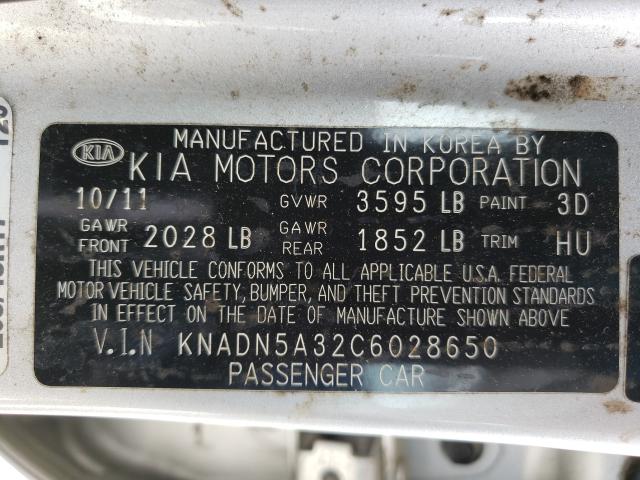 MANUFACTURED IN KOREA BY
KIA KIA MOTORS CORPORATION
10/11 GVWR 3595 LB PAINT 3D
GAWR FRONT 2028 LB GAWR REAR 1852 LB TRIM HU
THIS VEHICLE CONFORMS TO ALL APPLICABLE U.S.A. FEDERAL
MOTOR VEHICLE SAFETY, BUMPER, AND THEFT PREVENTION STANDARDS
IN EFFECT ON THE DATE OF MANUFACTURE SHOWN ABOVE
V.I.N KNADN5A32C6028650
PASSENGER CAR